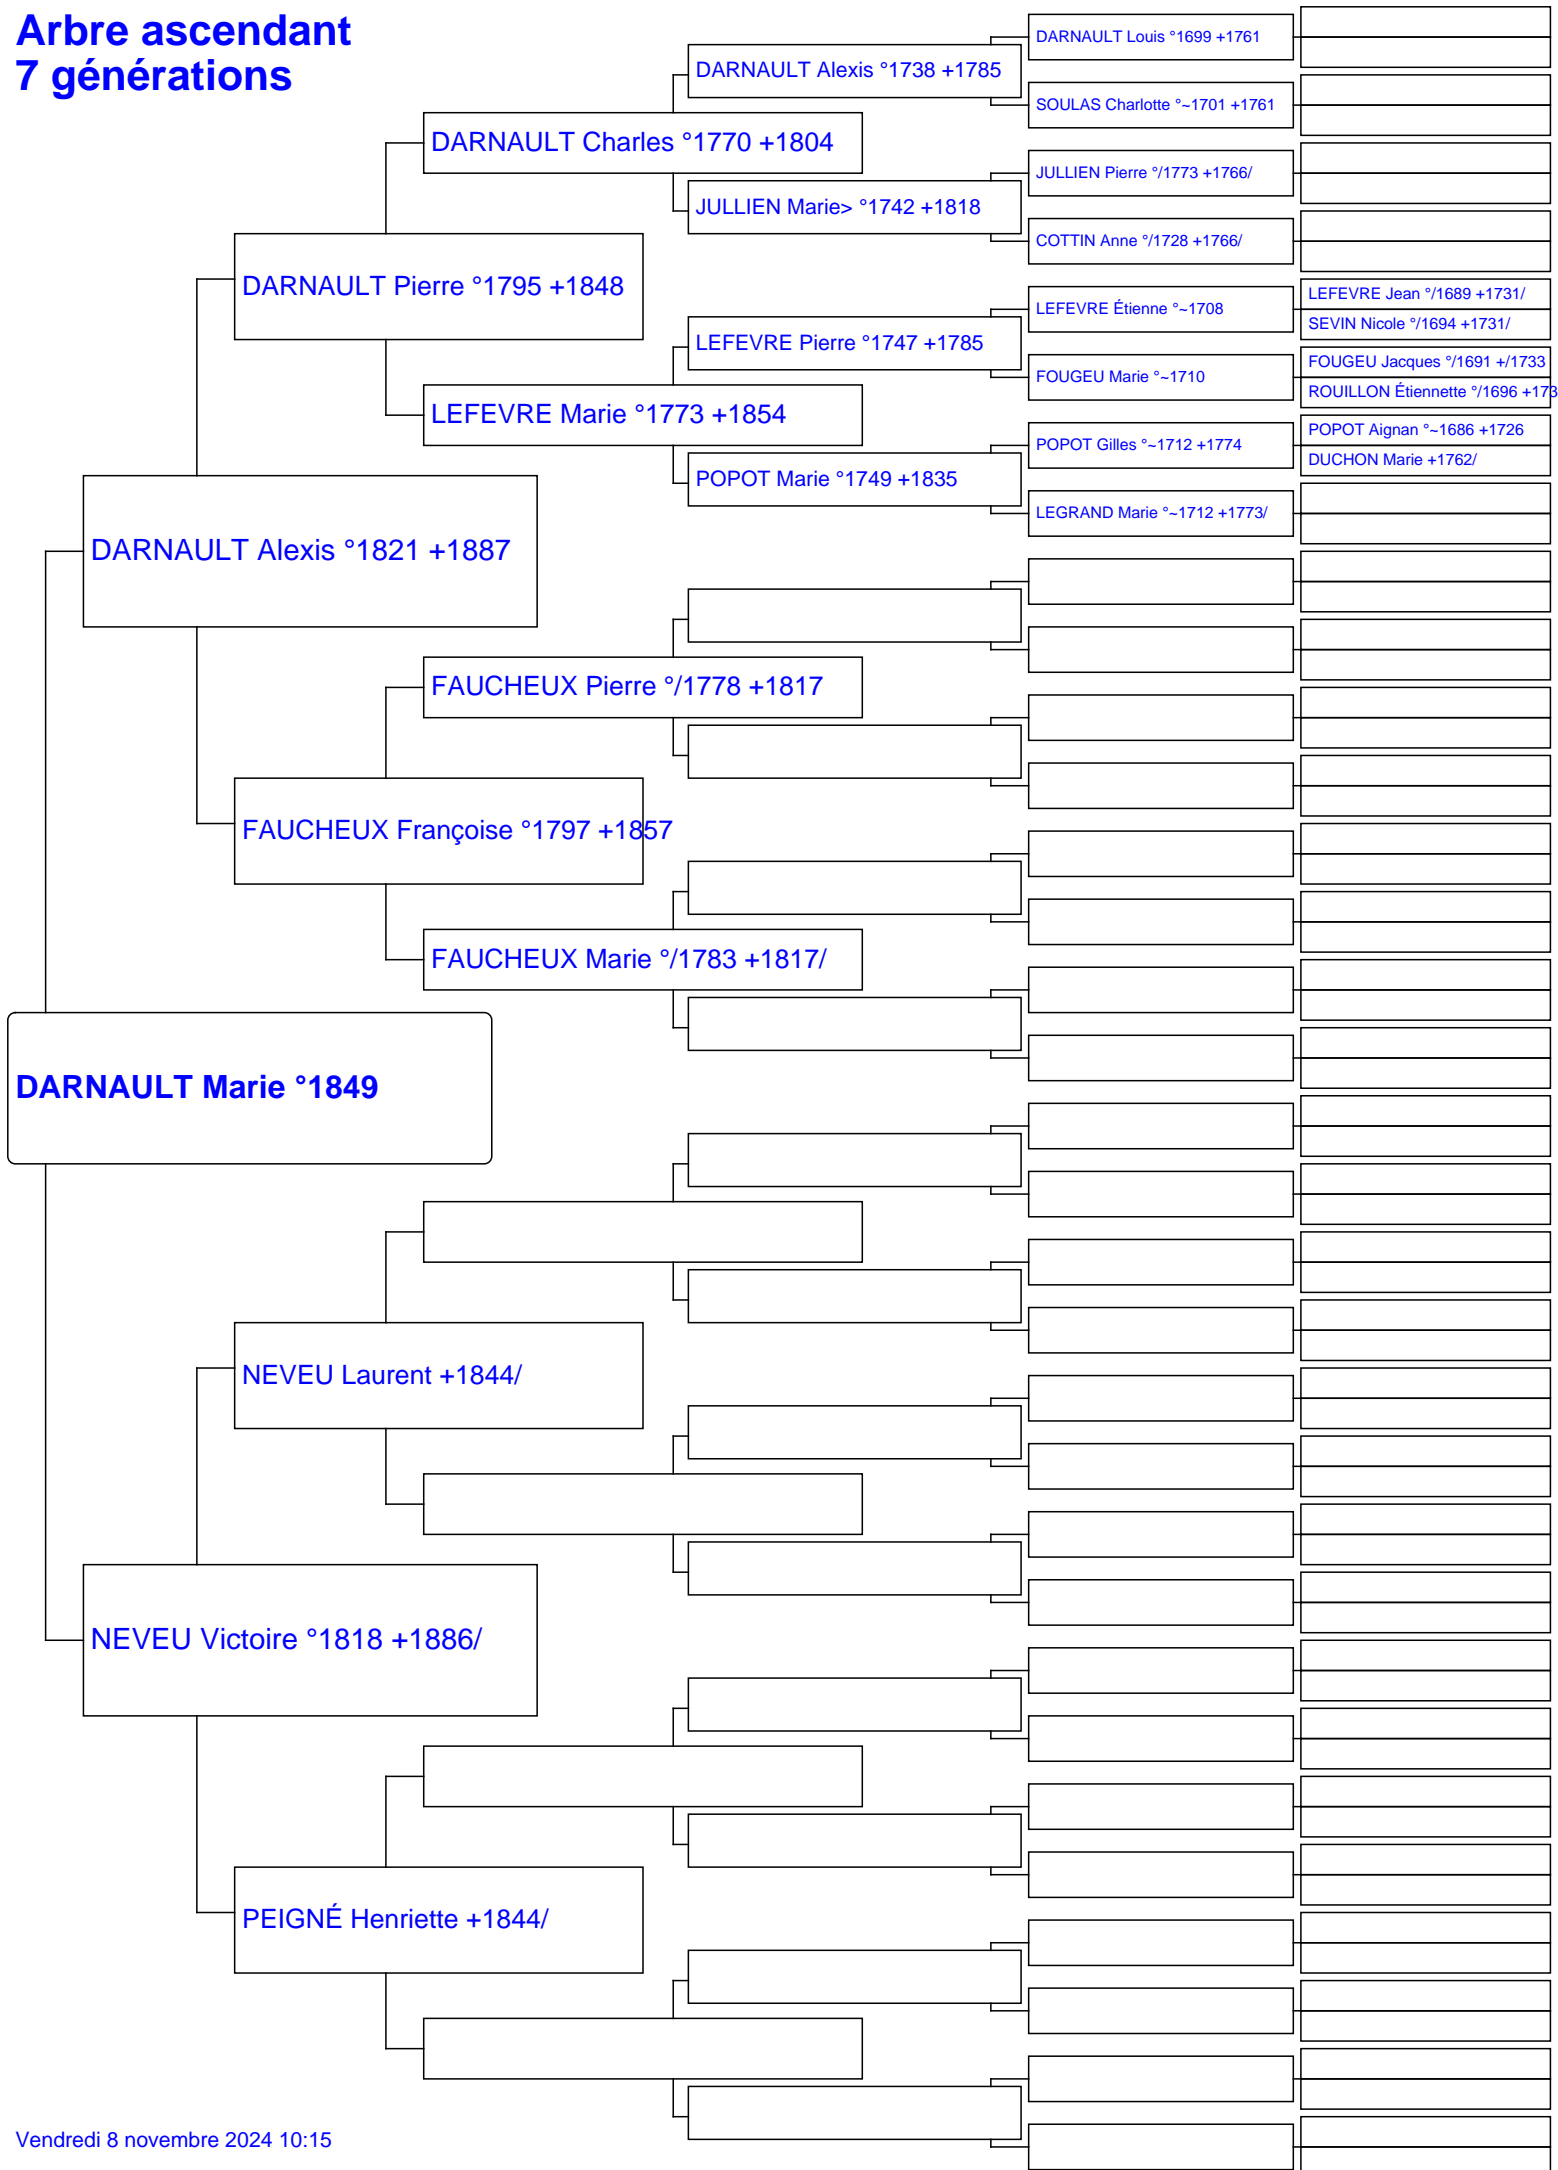 Arbre ascendant
7 générations
DARNAULT Marie °1849
DARNAULT Alexis °1821 +1887
NEVEU Victoire °1818 +1886/
DARNAULT Pierre °1795 +1848
FAUCHEUX Françoise °1797 +1857
NEVEU Laurent +1844/
PEIGNÉ Henriette +1844/
DARNAULT Charles °1770 +1804
LEFEVRE Marie °1773 +1854
FAUCHEUX Pierre °/1778 +1817
FAUCHEUX Marie °/1783 +1817/
DARNAULT Alexis °1738 +1785
JULLIEN Marie> °1742 +1818
LEFEVRE Pierre °1747 +1785
POPOT Marie °1749 +1835
DARNAULT Louis °1699 +1761
SOULAS Charlotte °~1701 +1761
JULLIEN Pierre °/1773 +1766/
COTTIN Anne °/1728 +1766/
LEFEVRE Étienne °~1708
FOUGEU Marie °~1710
POPOT Gilles °~1712 +1774
LEGRAND Marie °~1712 +1773/
LEFEVRE Jean °/1689 +1731/
SEVIN Nicole °/1694 +1731/
FOUGEU Jacques °/1691 +/1733
ROUILLON Étiennette °/1696 +173
POPOT Aignan °~1686 +1726
DUCHON Marie +1762/
Vendredi 8 novembre 2024 10:15